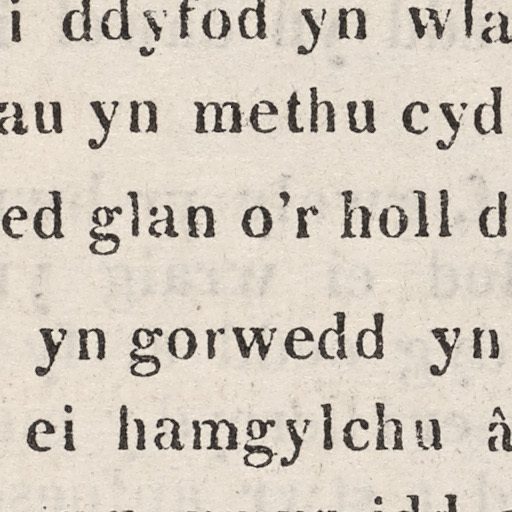 i ddyfod yn wla
au yn methu cyd
ed glan o'r holl d
yn gorwedd yn
ei hamgylchu â